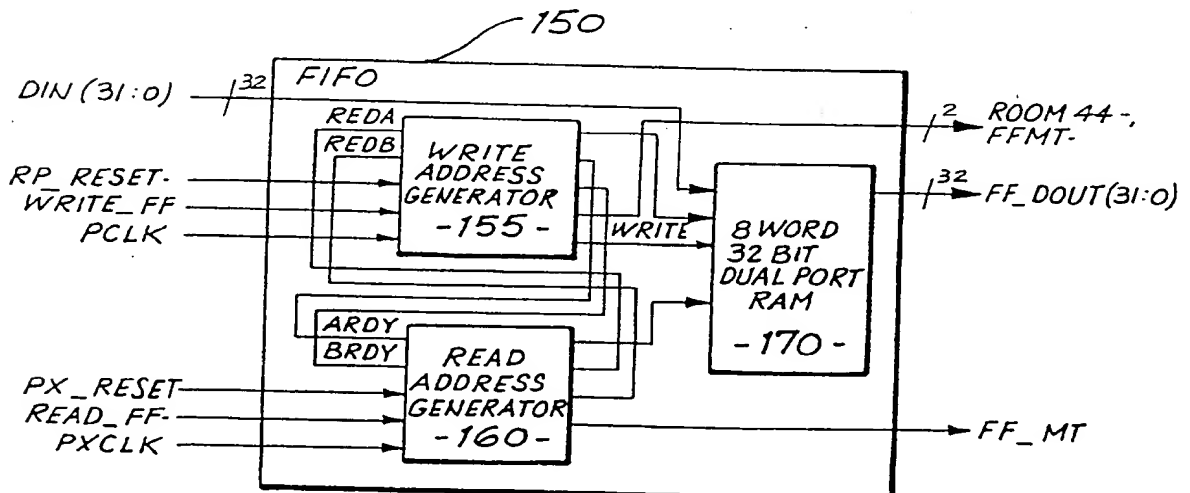 150
FIFO
DIN (31:0)
32
REDA
REDB
WRITE
ADDRESS
GENERATOR
-155-
RP_RESET-
WRITE_FF
PCLK
WRITE
2
ROOM 44-,
FFMT-
32
FF_DOUT(31:0)
8 WORD
32 BIT
DUAL PORT
RAM
-170-
ARDY
BRDY
READ
ADDRESS
GENERATOR
-160-
PX_RESET
READ_FF-
PXCLK
FF_MT